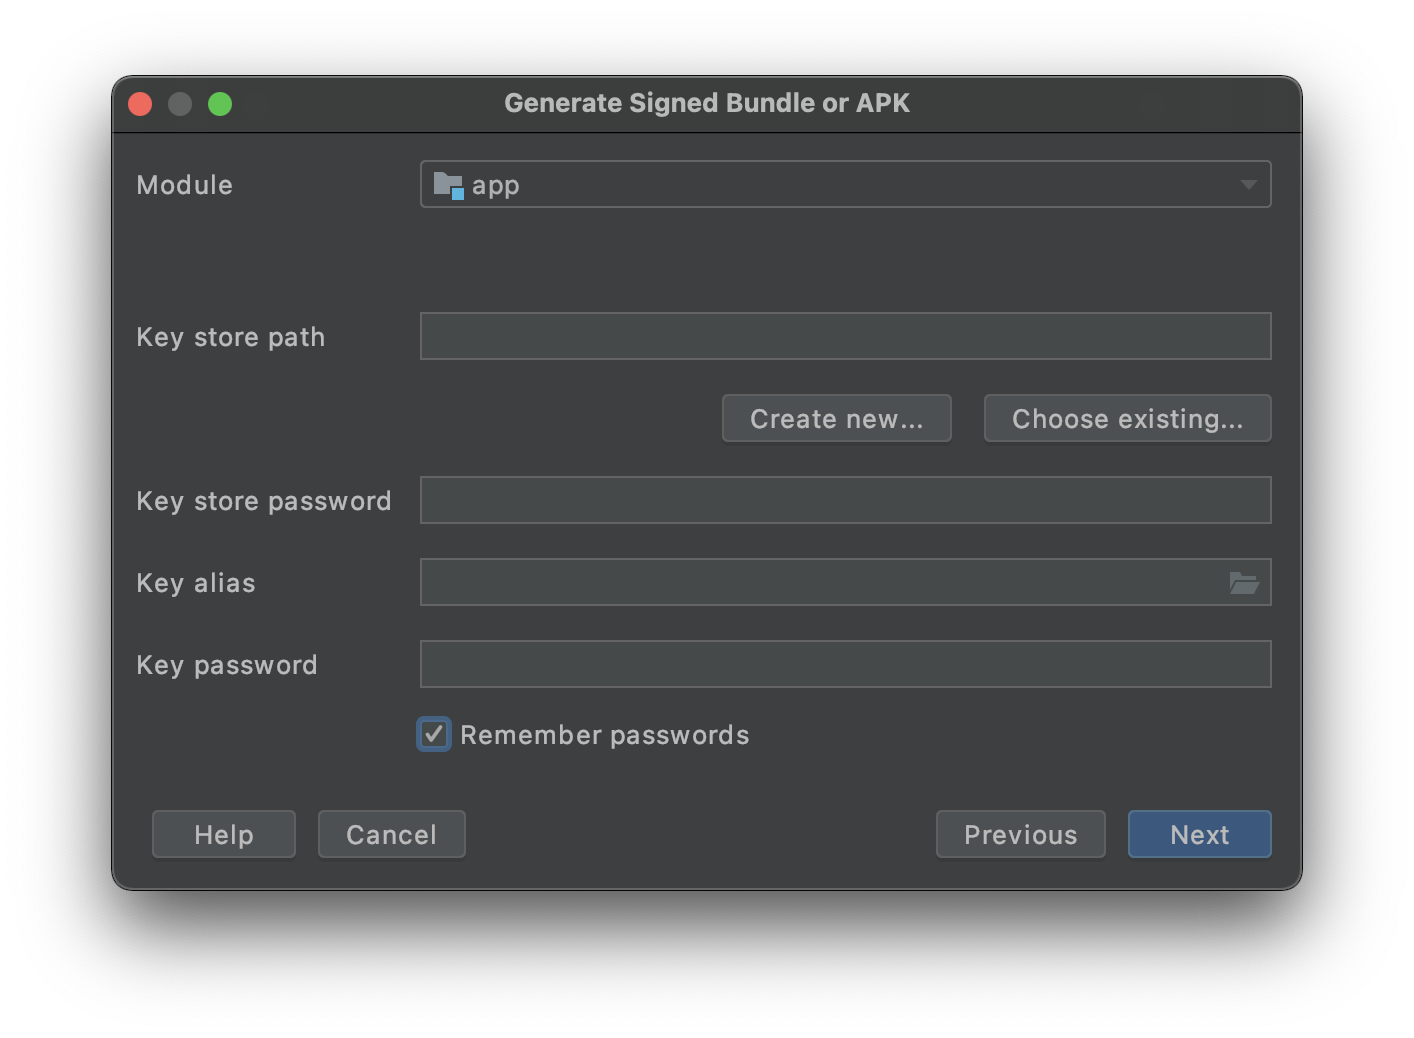 Generate Signed Bundle or APK
Module
app
Key store path
Create new...
Choose existing...
Key store password
Key alias
Key password
Remember passwords
Help
Cancel
Previous
Next